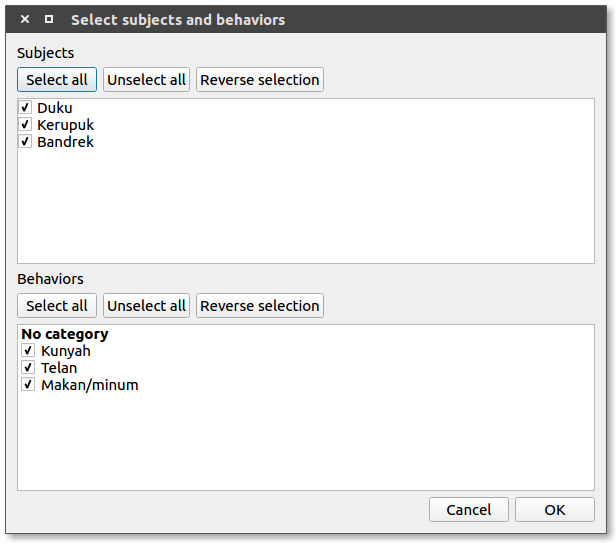 Select subjects and behaviors
Subjects
Select all Unselect all Reverse selection
Duku
Kerupuk
Bandrek
Behaviors
Select all Unselect all Reverse selection
No category
Kunyah
Telan
Makan/minum
Cancel OK